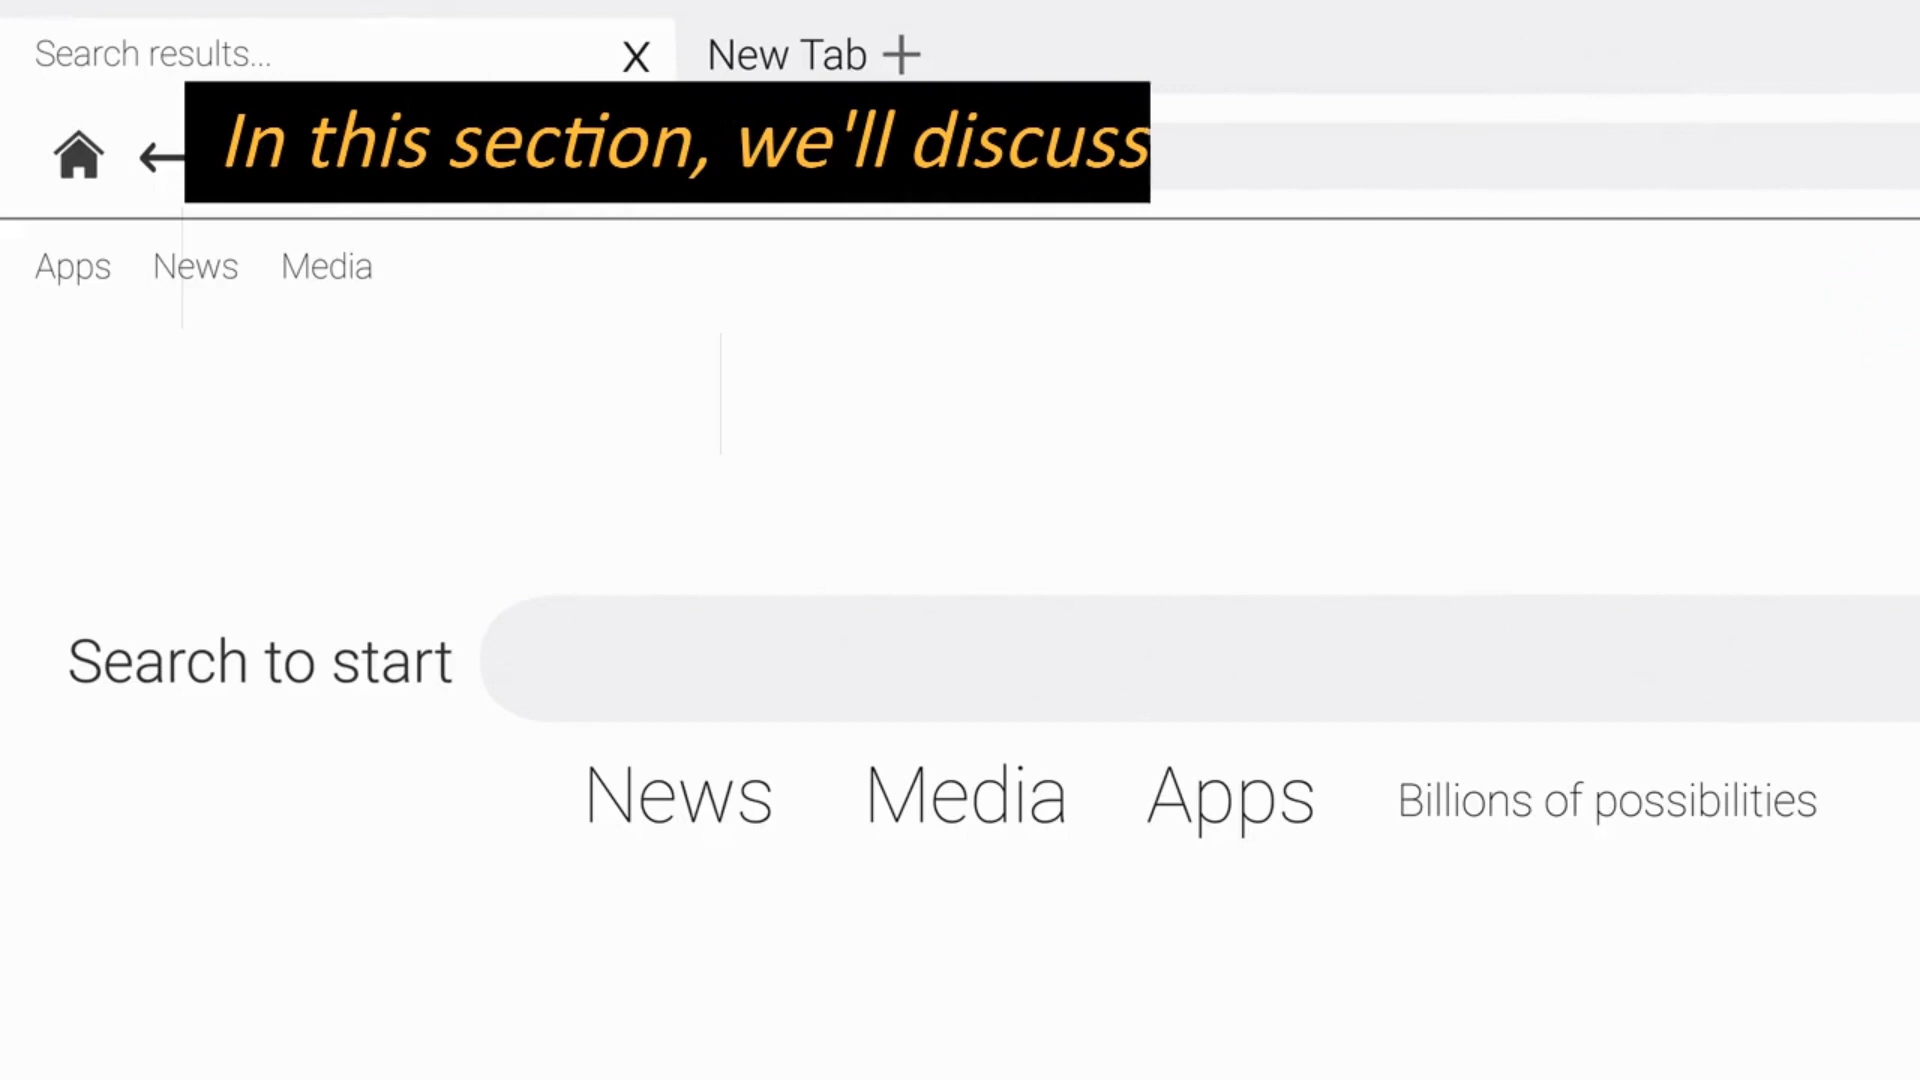 Search results... X New Tab +
In this section, we'll discuss
Apps News Media
Search to start
News Media Apps Billions of possibilities